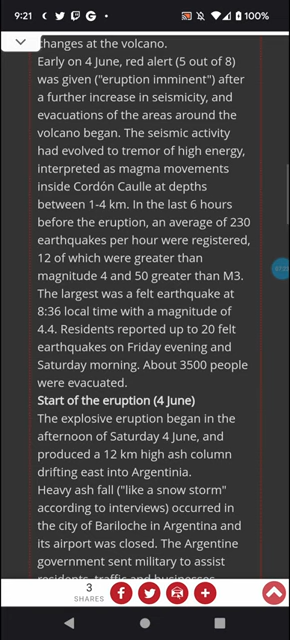 9:21
100%
changes at the volcano.
Early on 4 June, red alert (5 out of 8)
was given ("eruption imminent") after
a further increase in seismicity, and
evacuations of the areas around the
volcano began. The seismic activity
had evolved to tremor of high energy,
interpreted as magma movements
inside Cordón Caulle at depths
between 1-4 km. In the last 6 hours
before the eruption, an average of 230
earthquakes per hour were registered,
12 of which were greater than
magnitude 4 and 50 greater than M3.
The largest was a felt earthquake at
8:36 local time with a magnitude of
4.4. Residents reported up to 20 felt
earthquakes on Friday evening and
Saturday morning. About 3500 people
were evacuated.
Start of the eruption (4 June)
The explosive eruption began in the
afternoon of Saturday 4 June, and
produced a 12 km high ash column
drifting east into Argentinia.
Heavy ash fall ("like a snow storm"
according to interviews) occurred in
the city of Bariloche in Argentina and
its airport was closed. The Argentine
government sent military to assist
residents, traffic and businesses
3
SHARES